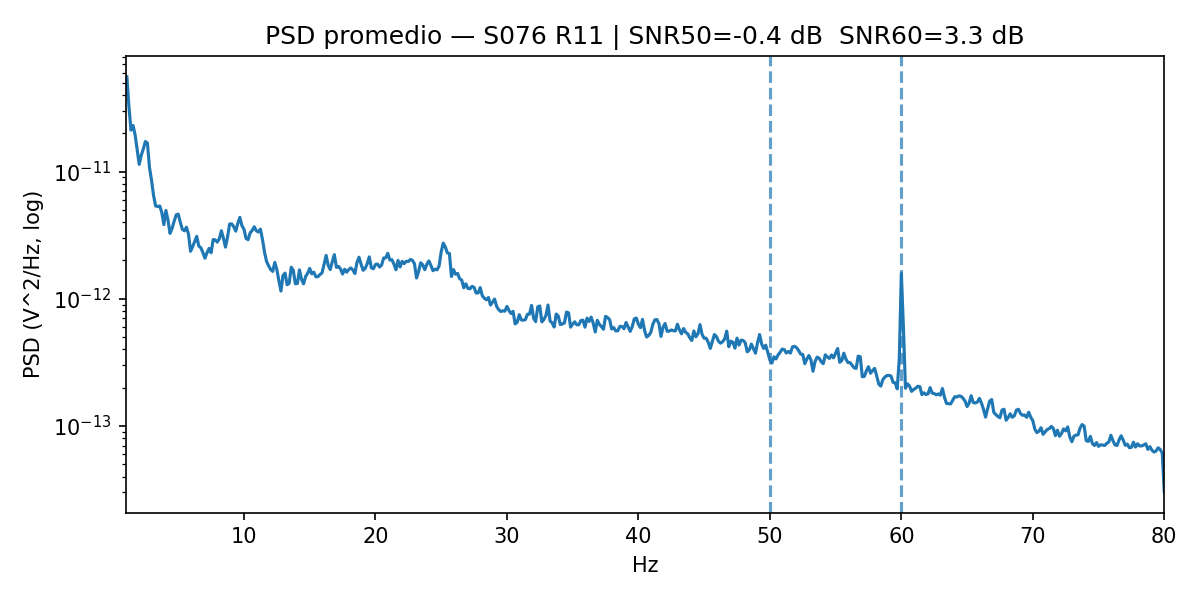 PSD promedio — S076 R11 | SNR50=-0.4 dB  SNR60=3.3 dB
PSD (V^2/Hz, log)
10⁻¹¹
10⁻¹²
10⁻¹³
10 20 30 40 50 60 70 80
Hz